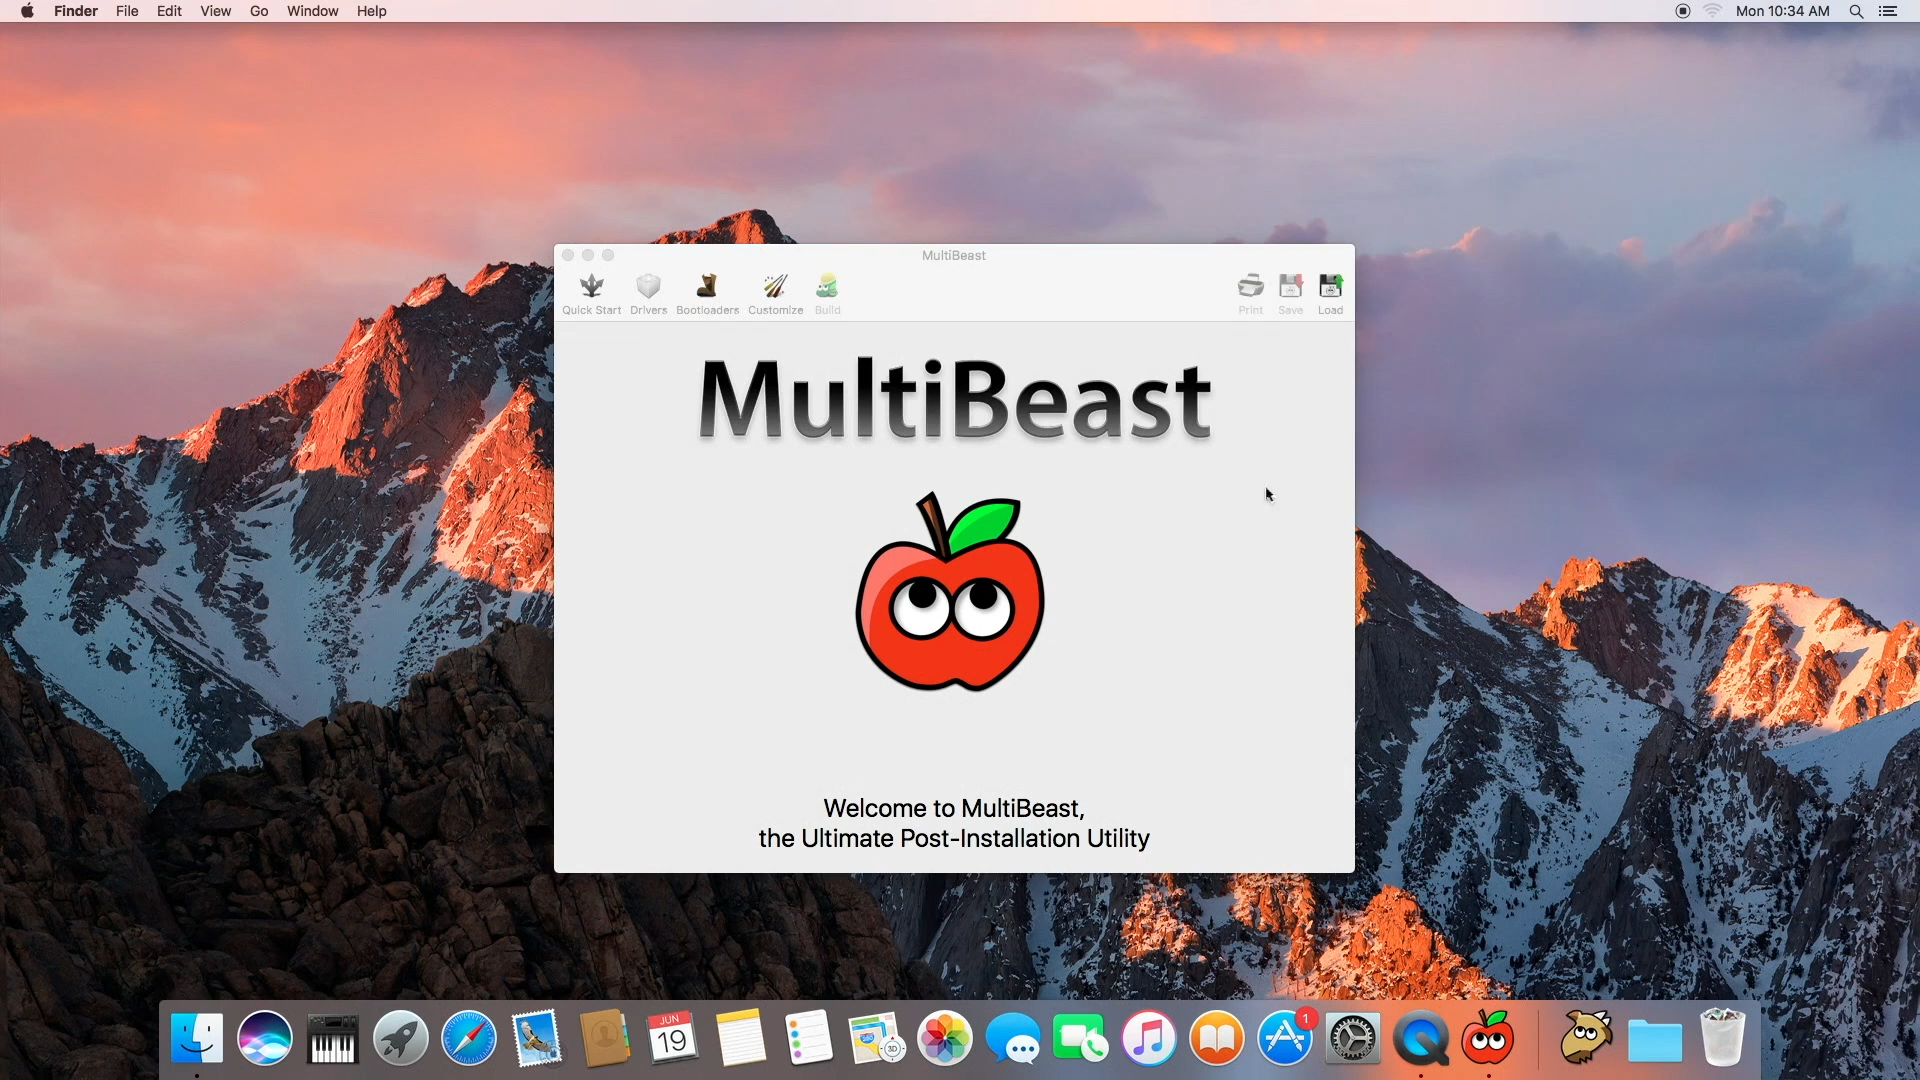 Finder File Edit View Go Window Help Mon 10:34 AM
MultiBeast
Quick Start Drivers Bootloaders Customize Build Print Save Load
MultiBeast
Welcome to MultiBeast,
the Ultimate Post-Installation Utility
JUN
19
3D
1